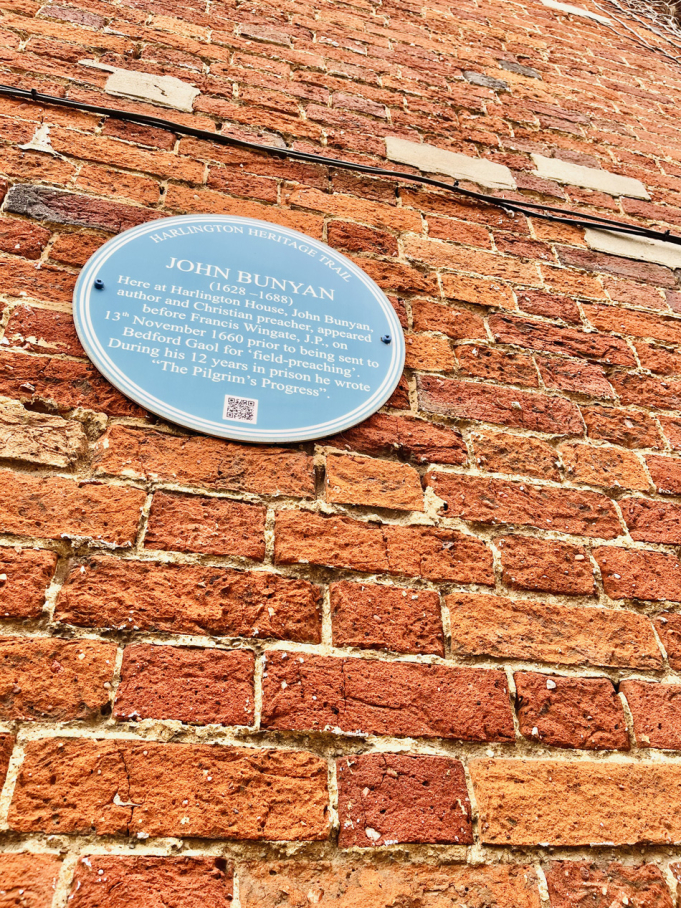 HARLINGTON HERITAGE TRAIL
JOHN BUNYAN
(1628 –1688)
Here at Harlington House, John Bunyan,
author and Christian preacher, appeared
before Francis Wingate, J.P., on
13th November 1660 prior to being sent to
Bedford Gaol for ‘field-preaching’.
During his 12 years in prison he wrote
“The Pilgrim’s Progress”.